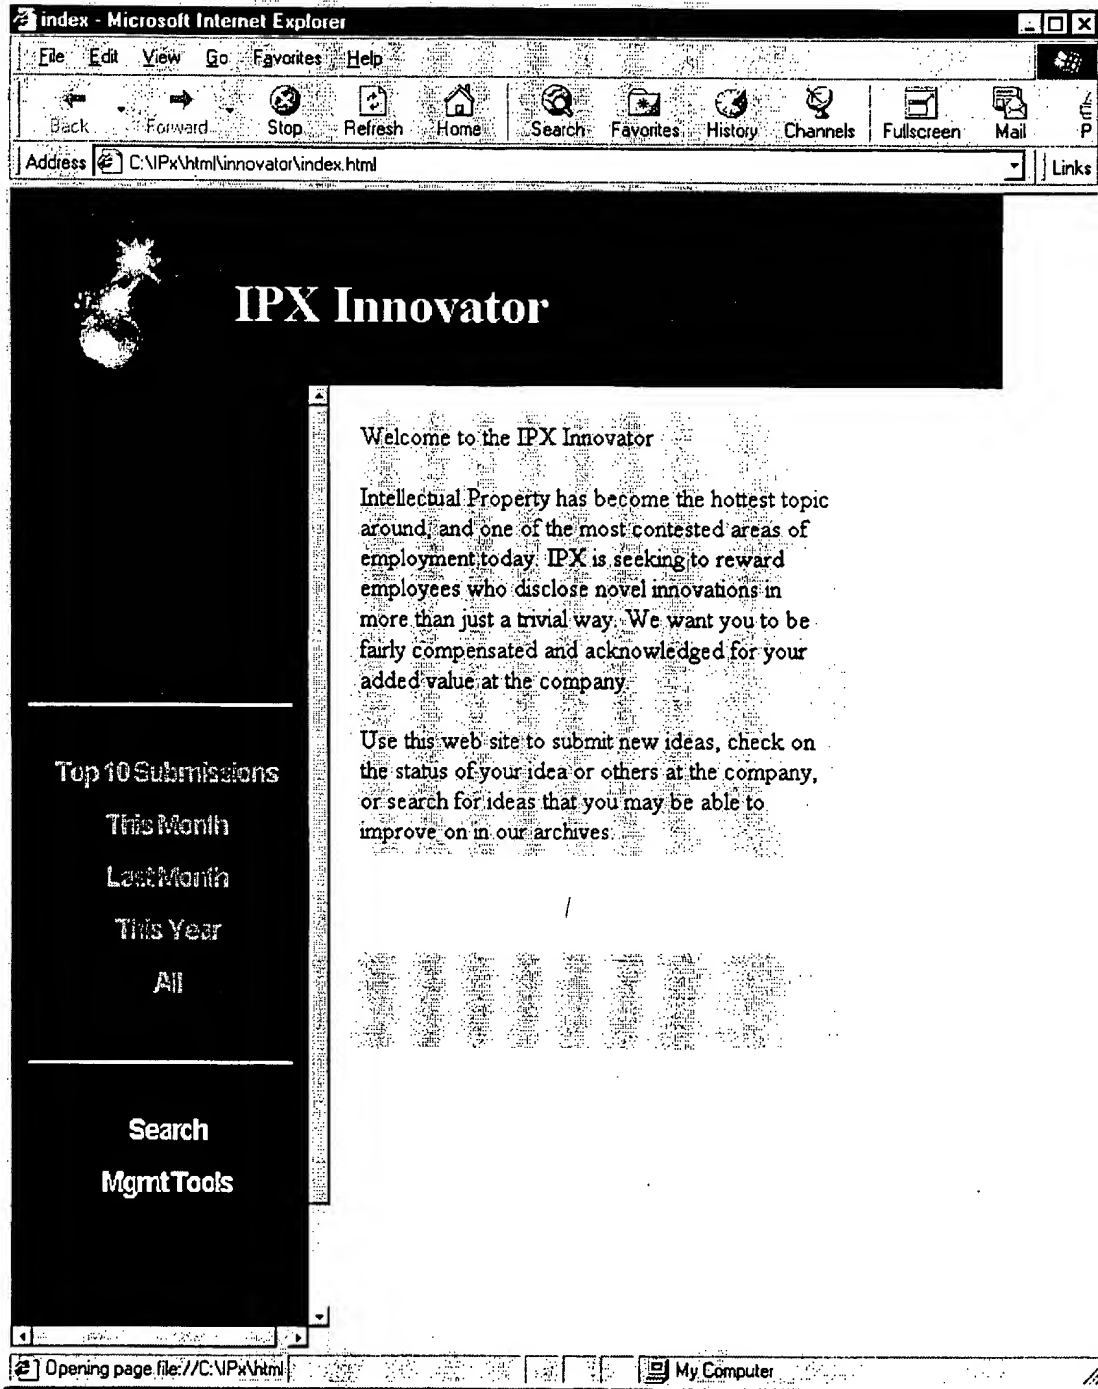 index - Microsoft Internet Explorer
File Edit View Go Favorites Help
Back Forward Stop Refresh Home Search Favorites History Channels Fullscreen Mail P
Address C:\IPx\html\innovator\index.html Links
IPX Innovator
Welcome to the IPX Innovator
Intellectual Property has become the hottest topic
around, and one of the most contested areas of
employment today. IPX is seeking to reward
employees who disclose novel innovations in
more than just a trivial way. We want you to be
fairly compensated and acknowledged for your
added value at the company.
Use this web site to submit new ideas, check on
the status of your idea or others at the company,
or search for ideas that you may be able to
improve on in our archives.
Top 10 Submissions
This Month
Last Month
This Year
All
Search
Mgmt Tools
Opening page file://C:\IPx\html My Computer